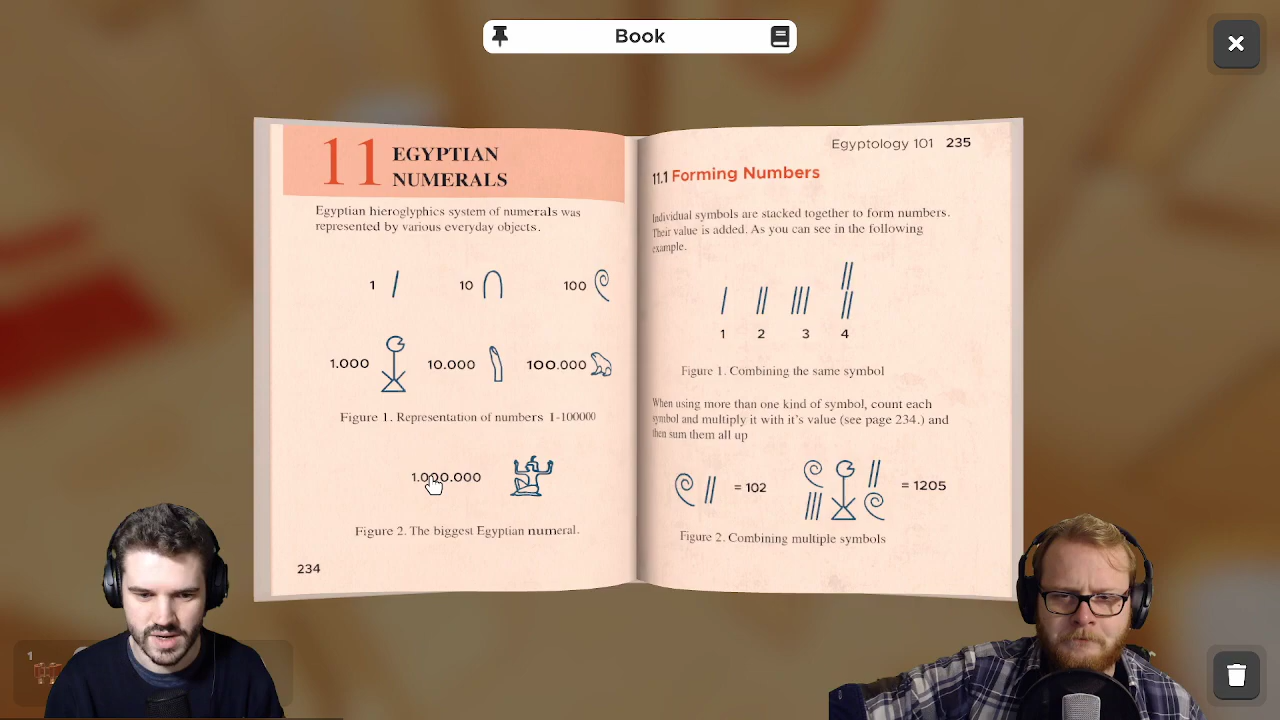 Book
11 EGYPTIAN
NUMERALS
Egyptian hieroglyphics system of numerals was
represented by various everyday objects.
1 10 100
1.000 10.000 100.000
Figure 1. Representation of numbers 1-100000
1.000.000
Figure 2. The biggest Egyptian numeral.
234
Egyptology 101 235
11.1 Forming Numbers
Individual symbols are stacked together to form numbers.
Their value is added. As you can see in the following
example.
1 2 3 4
Figure 1. Combining the same symbol
When using more than one kind of symbol, count each
symbol and multiply it with it's value (see page 234.) and
then sum them all up
= 102 = 1205
Figure 2. Combining multiple symbols
1